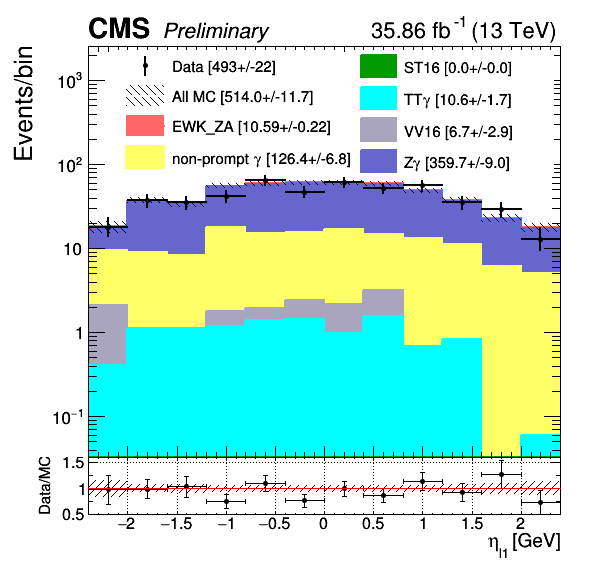 CMS Preliminary 35.86 fb⁻¹ (13 TeV)
Events/bin
Data [493+/-22]
All MC [514.0+/-11.7]
EWK_ZA [10.59+/-0.22]
non-prompt γ [126.4+/-6.8]
ST16 [0.0+/-0.0]
TTγ [10.6+/-1.7]
VV16 [6.7+/-2.9]
Zγ [359.7+/-9.0]
10³
10²
10
1
10⁻¹
Data/MC
1.5
1
0.5
−2 −1.5 −1 −0.5 0 0.5 1 1.5 2
η_l1 [GeV]